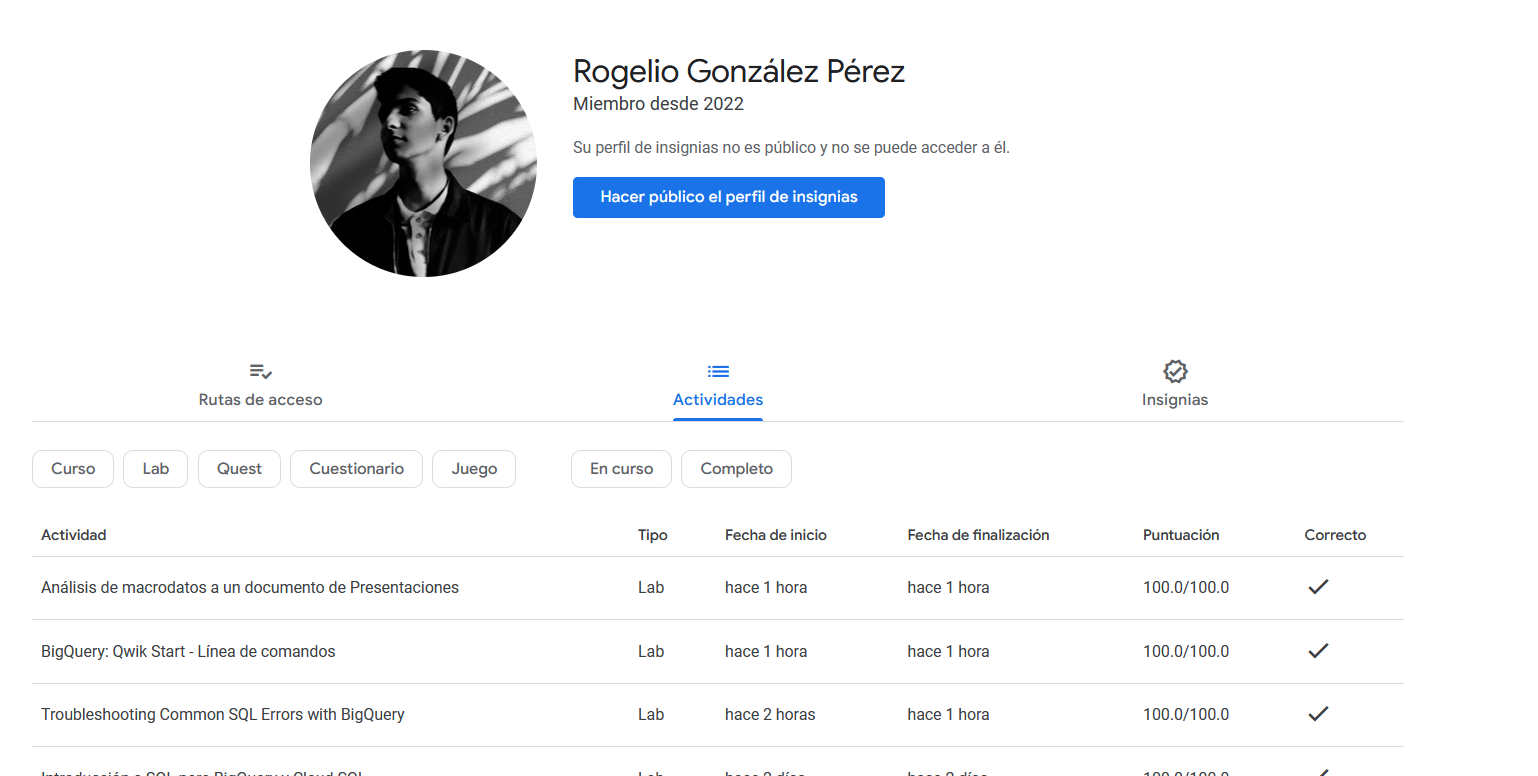 Rogelio González Pérez
Miembro desde 2022
Su perfil de insignias no es público y no se puede acceder a él.
Hacer público el perfil de insignias
Rutas de acceso
Actividades
Insignias
Curso Lab Quest Cuestionario Juego En curso Completo
Actividad Tipo Fecha de inicio Fecha de finalización Puntuación Correcto
Análisis de macrodatos a un documento de Presentaciones Lab hace 1 hora hace 1 hora 100.0/100.0
BigQuery: Qwik Start - Línea de comandos Lab hace 1 hora hace 1 hora 100.0/100.0
Troubleshooting Common SQL Errors with BigQuery Lab hace 2 horas hace 1 hora 100.0/100.0